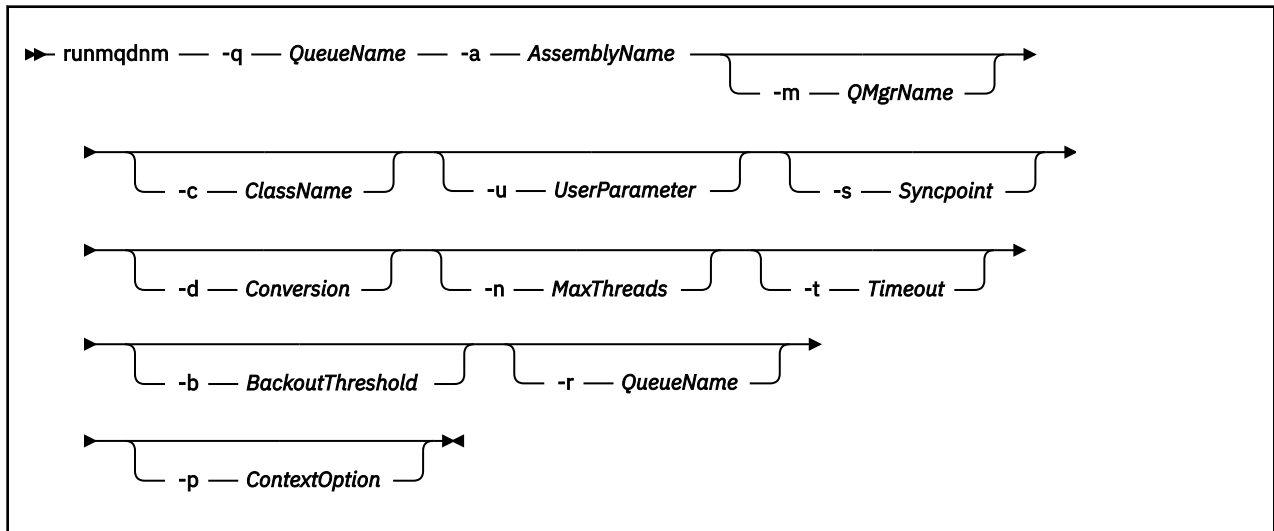 runmqdnm -q QueueName -a AssemblyName
-m QMgrName
-c ClassName -u UserParameter -s Syncpoint
-d Conversion -n MaxThreads -t Timeout
-b BackoutThreshold -r QueueName
-p ContextOption